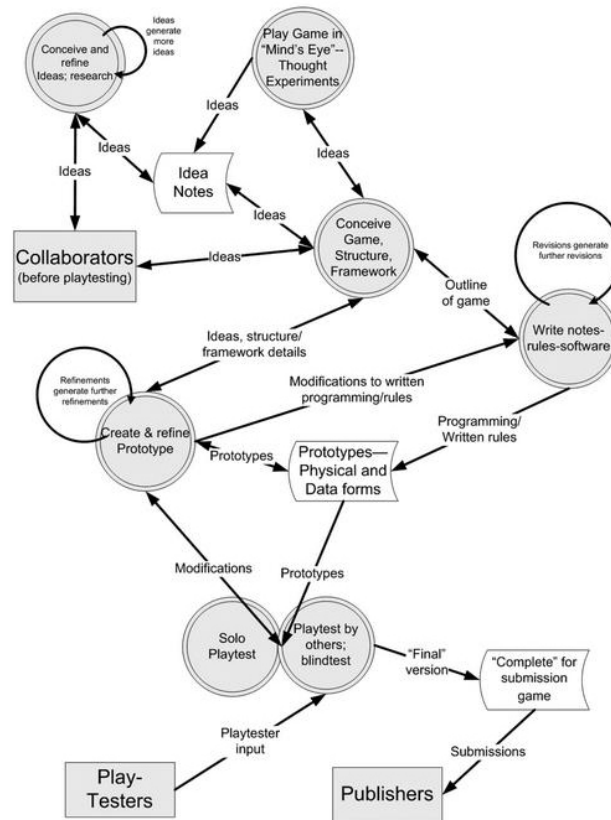 Ideas
generate
more
ideas
Conceive and
refine
Ideas; research
Play Game in
"Mind's Eye"--
Thought
Experiments
Ideas
Ideas
Ideas
Ideas
Idea
Notes
Ideas
Collaborators
(before playtesting)
Ideas
Conceive
Game,
Structure,
Framework
Revisions generate
further revisions
Outline
of game
Write notes-
rules-software
Ideas, structure/
framework details
Refinements
generate further
refinements
Modifications to written
programming/rules
Create & refine
Prototype
Prototypes
Prototypes—
Physical and
Data forms
Programming/
Written rules
Modifications
Prototypes
Solo
Playtest
Playtest by
others;
blindtest
"Final"
version
"Complete" for
submission
game
Playtester
input
Submissions
Play-
Testers
Publishers